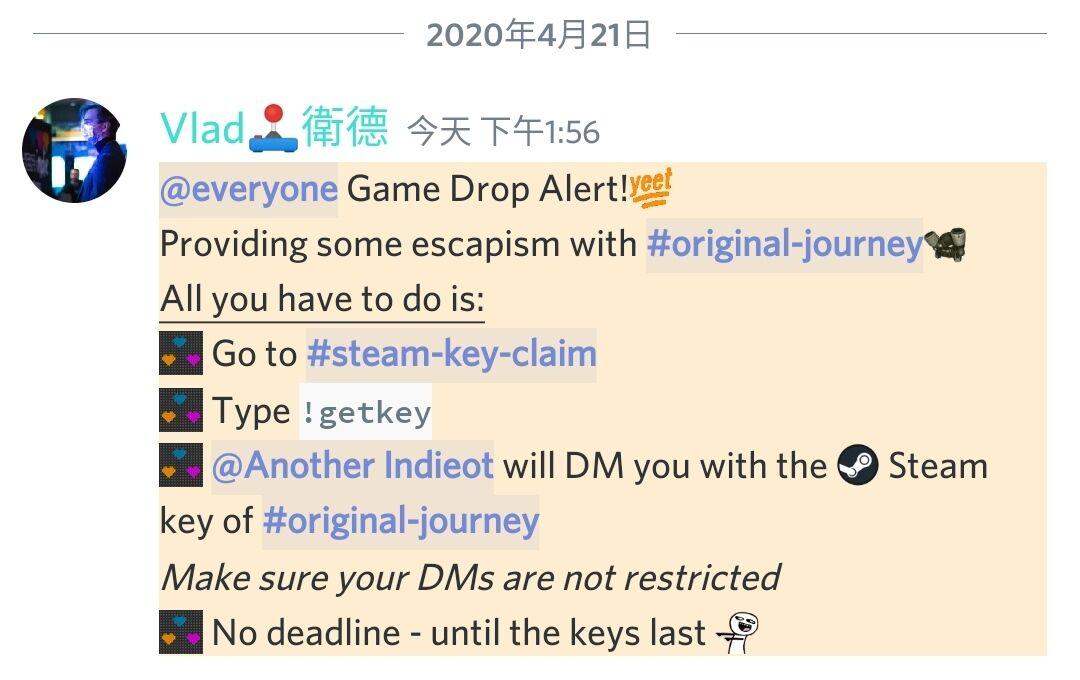 2020年4月21日
Vlad🕹️衛德 今天 下午1:56
@everyone Game Drop Alert! yeet
Providing some escapism with #original-journey
All you have to do is:
Go to #steam-key-claim
Type !getkey
@Another Indieot will DM you with the Steam
key of #original-journey
Make sure your DMs are not restricted
No deadline - until the keys last